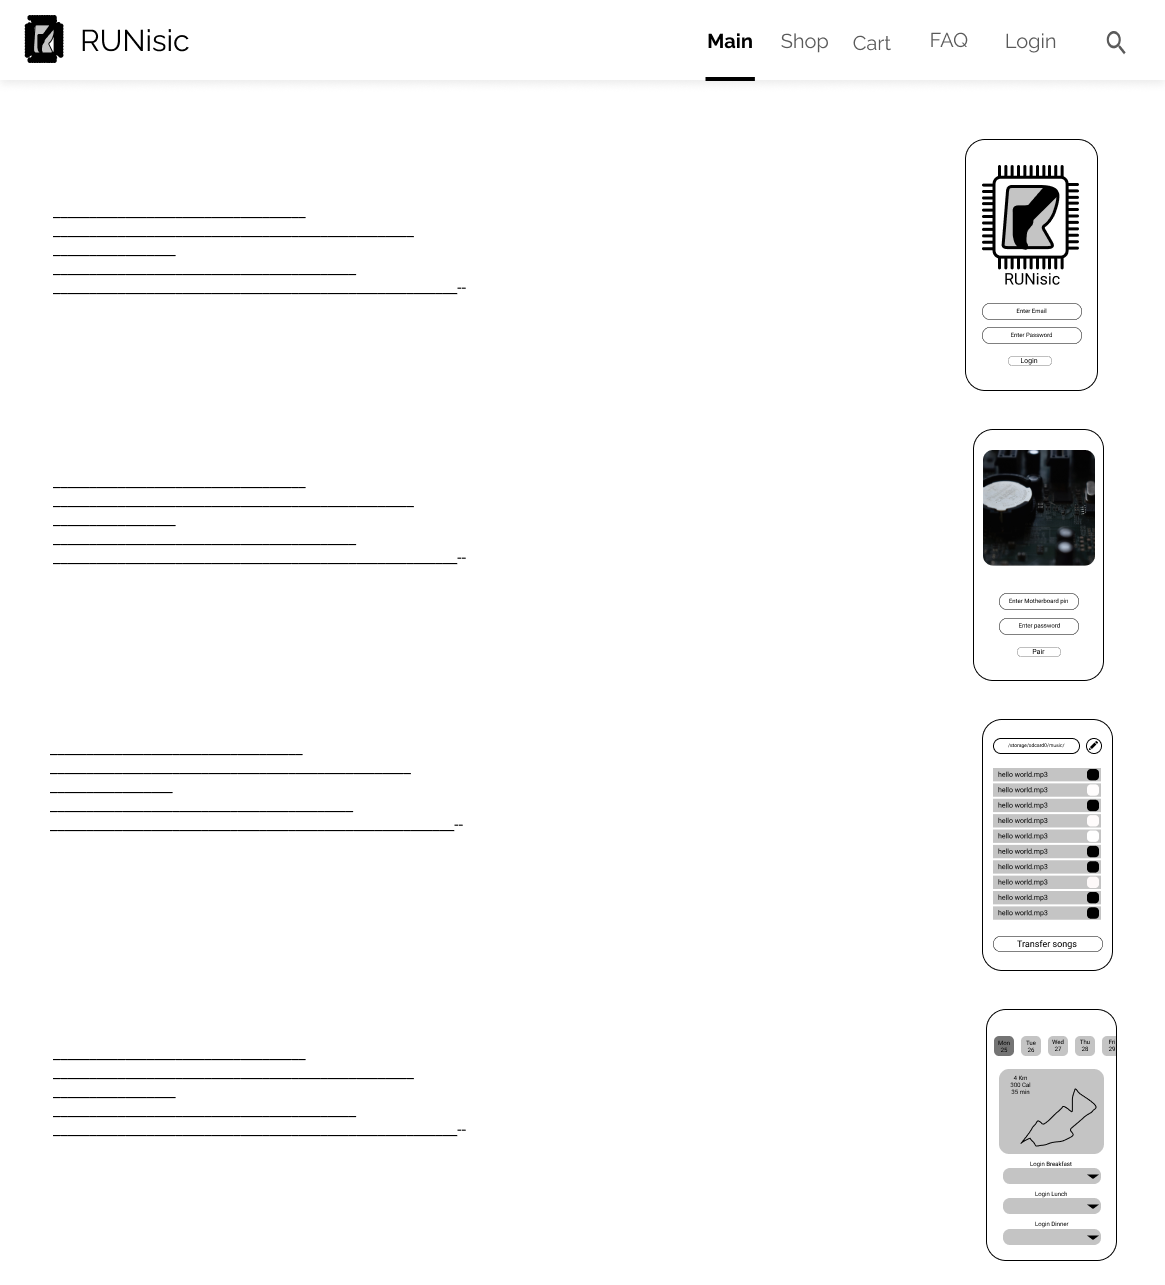 RUNisic
Main Shop Cart FAQ Login
RUNisic
Enter Email
Enter Password
Login
Enter Motherboard pin
Enter password
Pair
/storage/sdcard0/music/
hello world.mp3
hello world.mp3
hello world.mp3
hello world.mp3
hello world.mp3
hello world.mp3
hello world.mp3
hello world.mp3
hello world.mp3
hello world.mp3
Transfer songs
Mon Tue Wed Thu Fri
25 26 27 28 29
4 Km
300 Cal
35 min
Login Breakfast
Login Lunch
Login Dinner